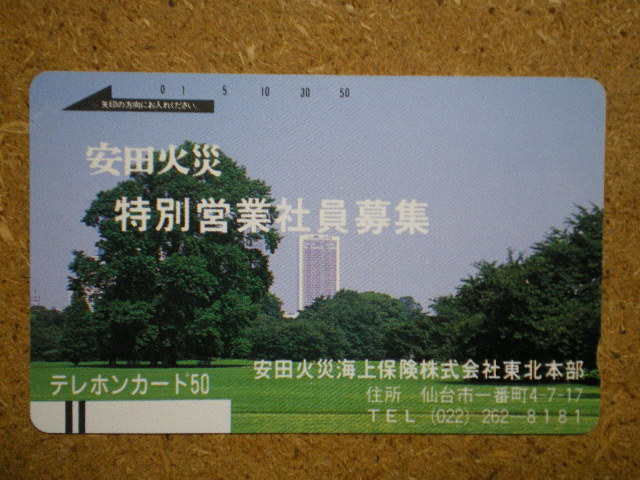 0 1 5 10 30 50
矢印の方向にお入れください。
安田火災
特別営業社員募集
安田火災海上保険株式会社東北本部
テレホンカード50
住所 仙台市一番町4-7-17
TEL (022) 262-8181